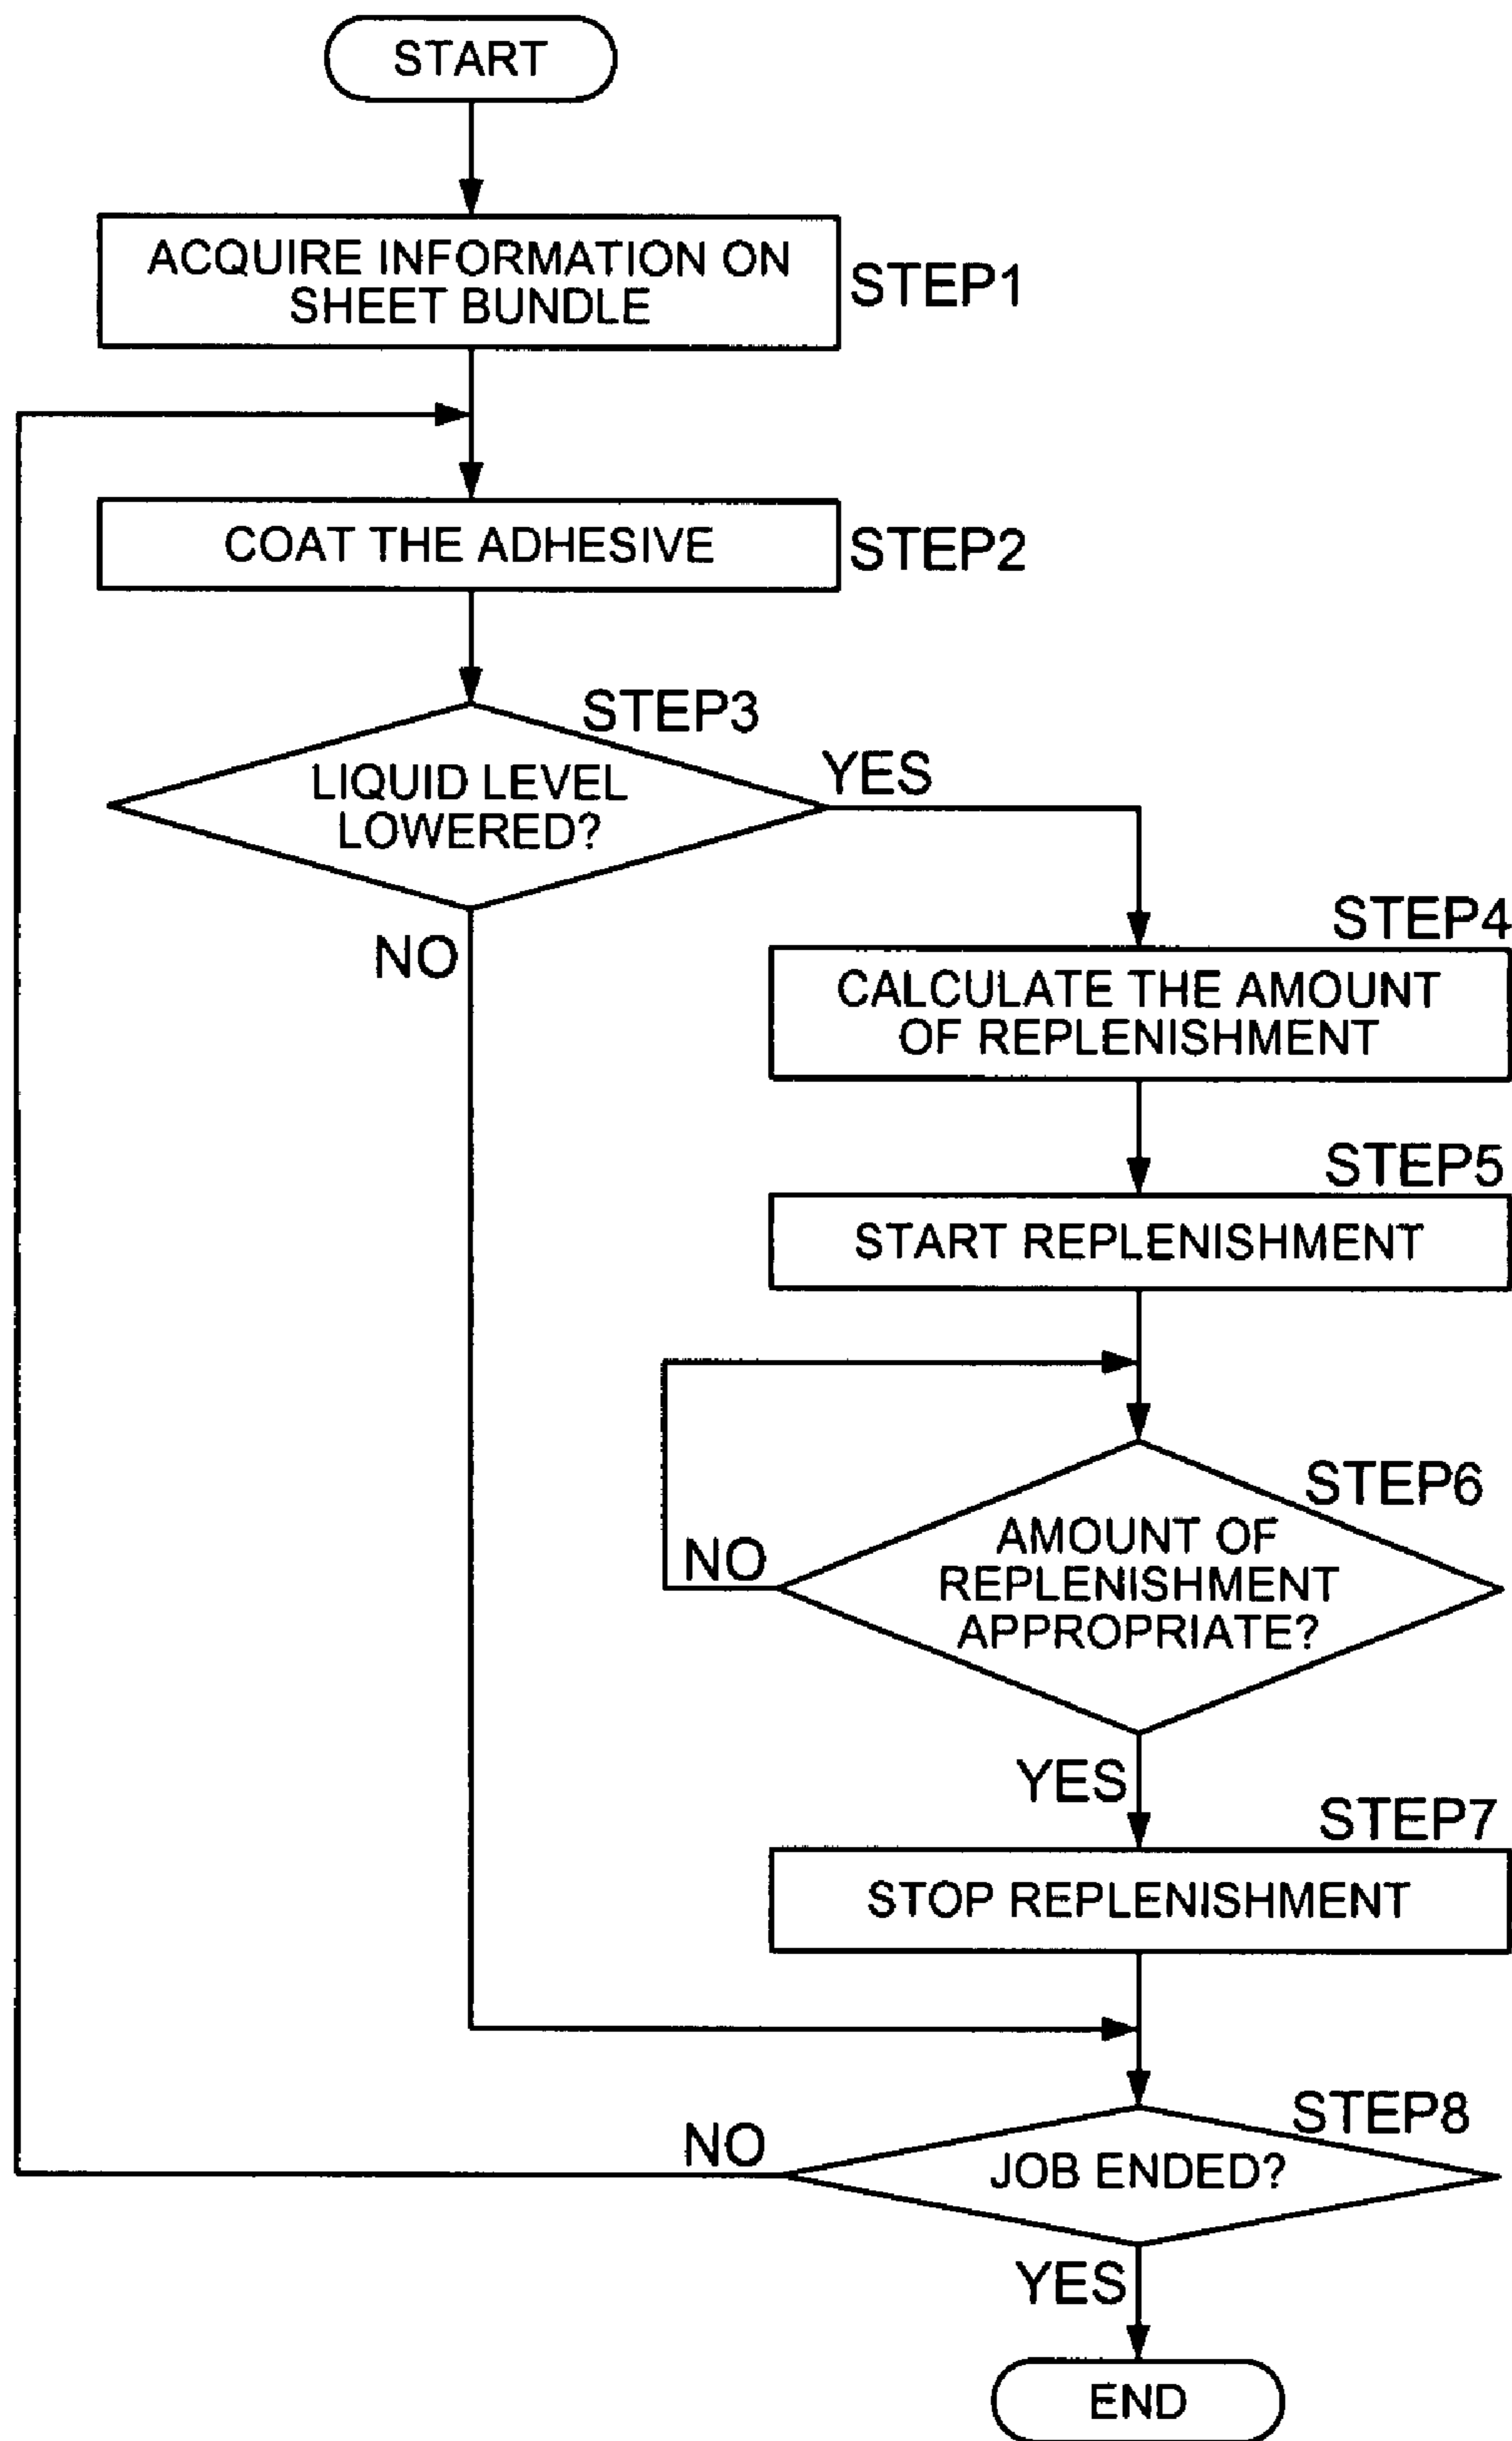 START
ACQUIRE INFORMATION ON
SHEET BUNDLE
STEP1
COAT THE ADHESIVE
STEP2
STEP3
LIQUID LEVEL
LOWERED?
YES
NO
STEP4
CALCULATE THE AMOUNT
OF REPLENISHMENT
STEP5
START REPLENISHMENT
STEP6
AMOUNT OF
REPLENISHMENT
APPROPRIATE?
NO
YES
STEP7
STOP REPLENISHMENT
STEP8
JOB ENDED?
NO
YES
END